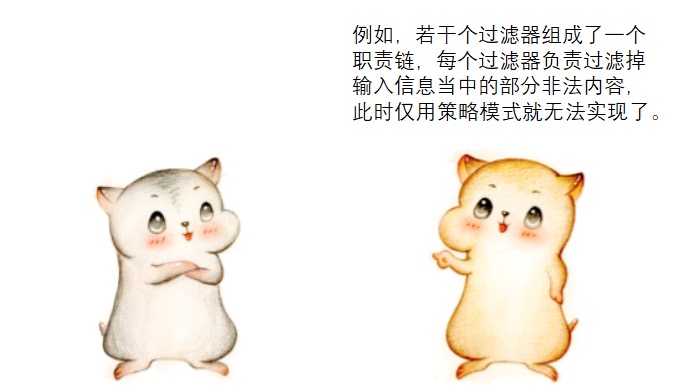 例如，若干个过滤器组成了一个
职责链，每个过滤器负责过滤掉
输入信息当中的部分非法内容，
此时仅用策略模式就无法实现了。